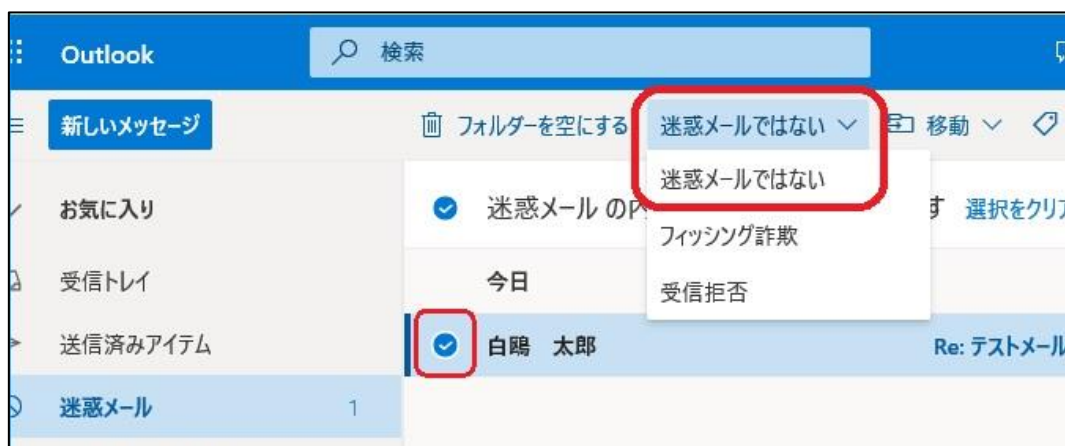 Outlook
検索
新しいメッセージ
フォルダーを空にする 迷惑メールではない 移動
迷惑メールではない
フィッシング詐欺
受信拒否
お気に入り
迷惑メール の
す 選択をクリア
受信トレイ
今日
送信済みアイテム
白鴎 太郎 Re: テストメール
迷惑メール 1